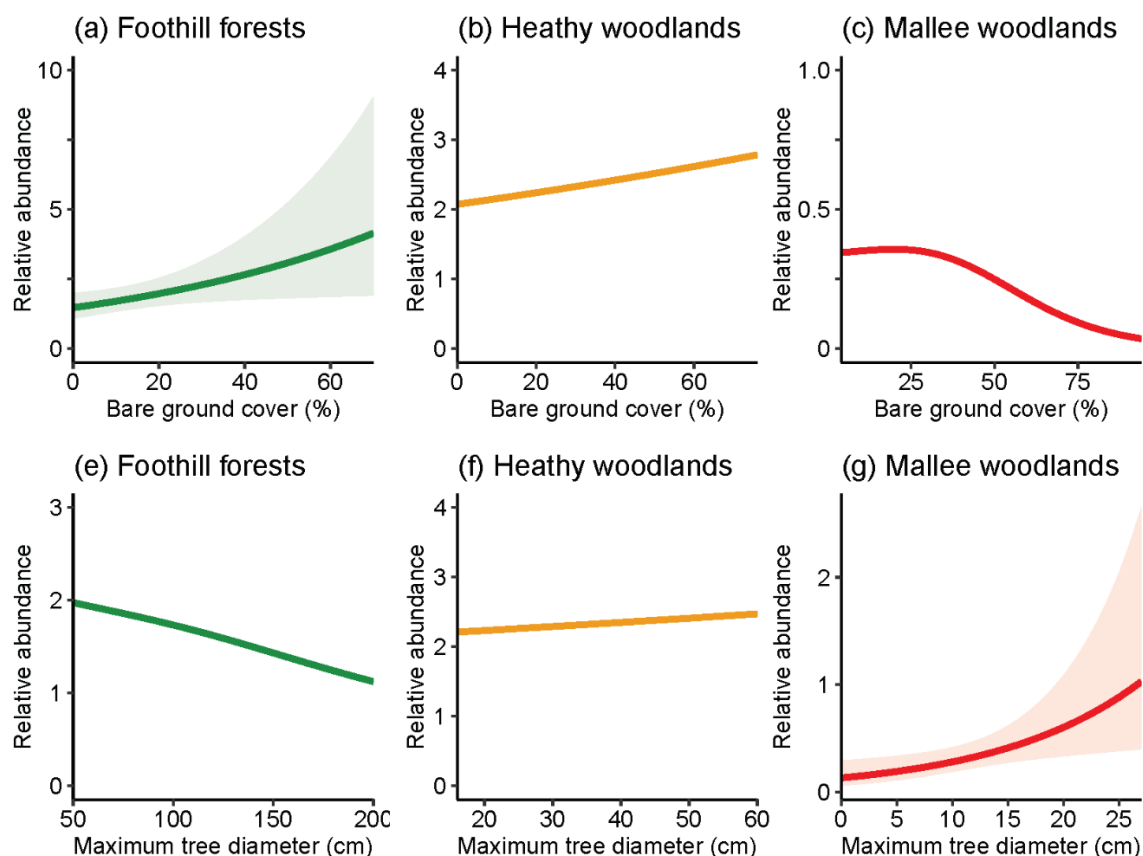 (a) Foothill forests
(b) Heathy woodlands
(c) Mallee woodlands
Relative abundance
10
5
0
0 20 40 60
Bare ground cover (%)
Relative abundance
4
3
2
1
0
0 20 40 60
Bare ground cover (%)
Relative abundance
1.0
0.5
0
25 50 75
Bare ground cover (%)
(e) Foothill forests
(f) Heathy woodlands
(g) Mallee woodlands
Relative abundance
3
2
1
0
50 100 150 200
Maximum tree diameter (cm)
Relative abundance
4
3
2
1
0
20 30 40 50 60
Maximum tree diameter (cm)
Relative abundance
2
1
0
0 5 10 15 20 25
Maximum tree diameter (cm)